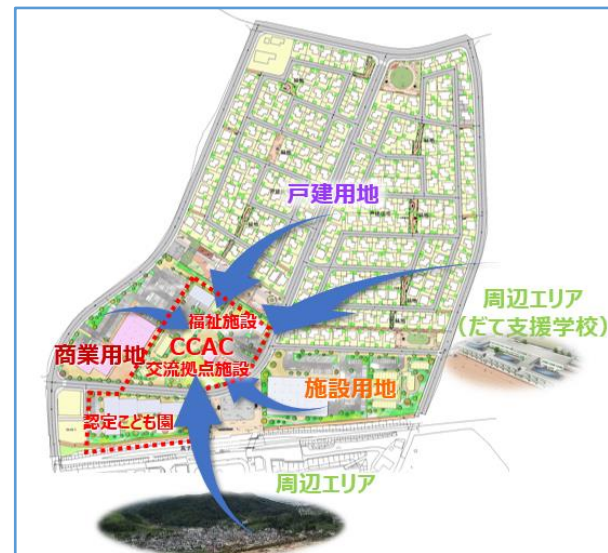 戸建用地
周辺エリア
(だて支援学校)
福祉施設
商業用地
CCAC
交流拠点施設
施設用地
認定こども園
周辺エリア